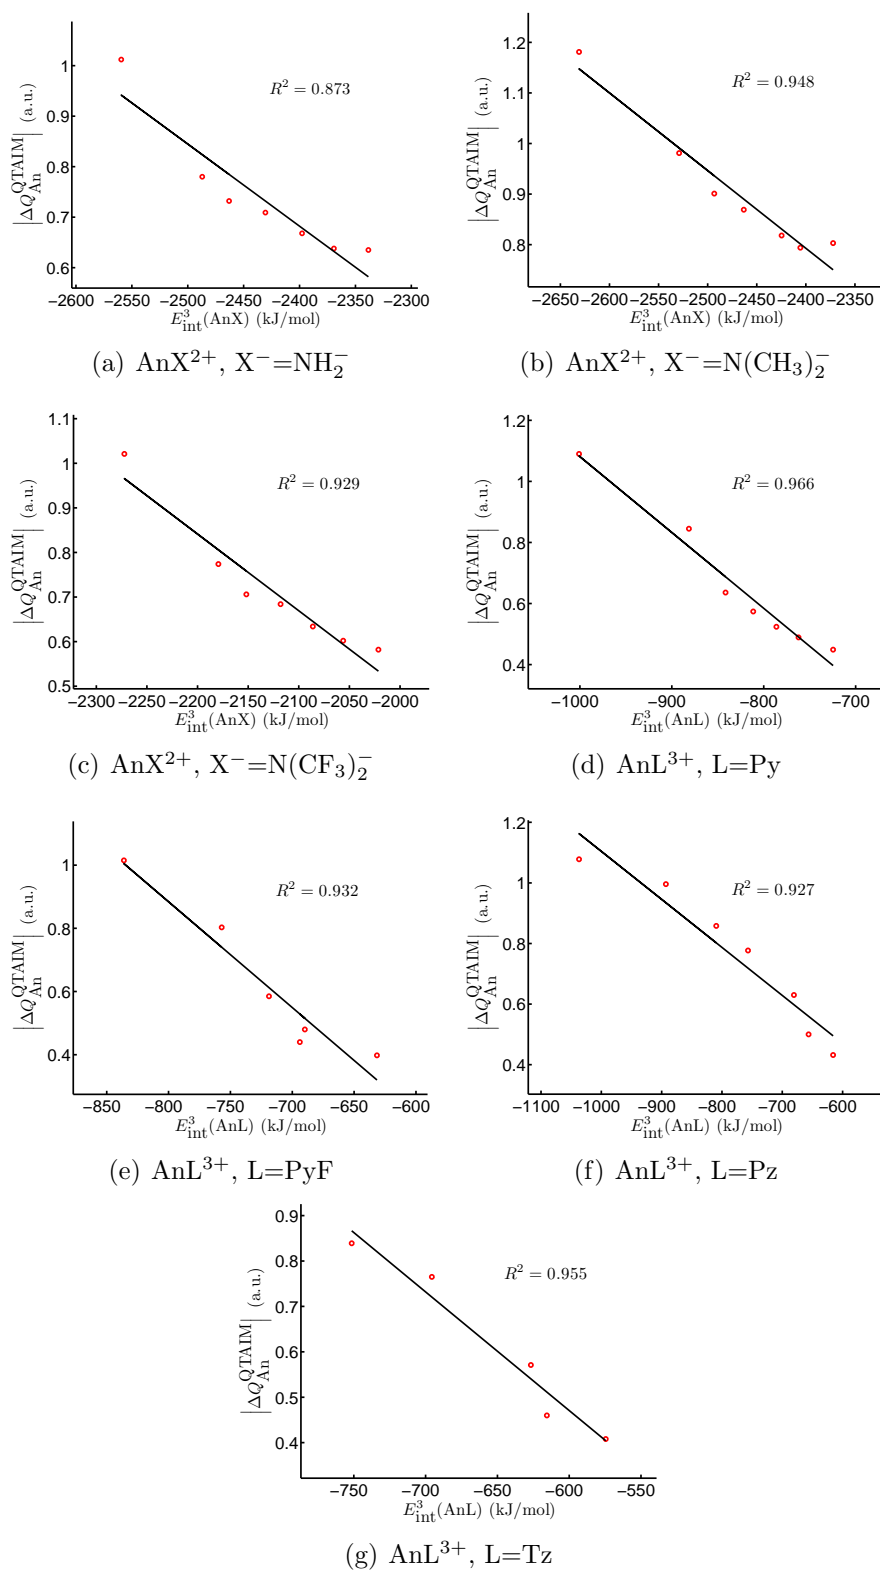 1
0.9
0.8
0.7
0.6
|ΔQ_An^QTAIM| (a.u.)
R² = 0.873
−2600 −2550 −2500 −2450 −2400 −2350 −2300
E³_int(AnX) (kJ/mol)
(a) AnX²⁺, X⁻=NH₂⁻
1.2
1.1
1
0.9
0.8
|ΔQ_An^QTAIM| (a.u.)
R² = 0.948
−2650 −2600 −2550 −2500 −2450 −2400 −2350
E³_int(AnX) (kJ/mol)
(b) AnX²⁺, X⁻=N(CH₃)₂⁻
1.1
1
0.9
0.8
0.7
0.6
0.5
|ΔQ_An^QTAIM| (a.u.)
R² = 0.929
−2300 −2250 −2200 −2150 −2100 −2050 −2000
E³_int(AnX) (kJ/mol)
(c) AnX²⁺, X⁻=N(CF₃)₂⁻
1.2
1
0.8
0.6
0.4
|ΔQ_An^QTAIM| (a.u.)
R² = 0.966
−1000 −900 −800 −700
E³_int(AnL) (kJ/mol)
(d) AnL³⁺, L=Py
1
0.8
0.6
0.4
|ΔQ_An^QTAIM| (a.u.)
R² = 0.932
−850 −800 −750 −700 −650 −600
E³_int(AnL) (kJ/mol)
(e) AnL³⁺, L=PyF
1.2
1
0.8
0.6
0.4
|ΔQ_An^QTAIM| (a.u.)
R² = 0.927
−1100 −1000 −900 −800 −700 −600
E³_int(AnL) (kJ/mol)
(f) AnL³⁺, L=Pz
0.9
0.8
0.7
0.6
0.5
0.4
|ΔQ_An^QTAIM| (a.u.)
R² = 0.955
−750 −700 −650 −600 −550
E³_int(AnL) (kJ/mol)
(g) AnL³⁺, L=Tz